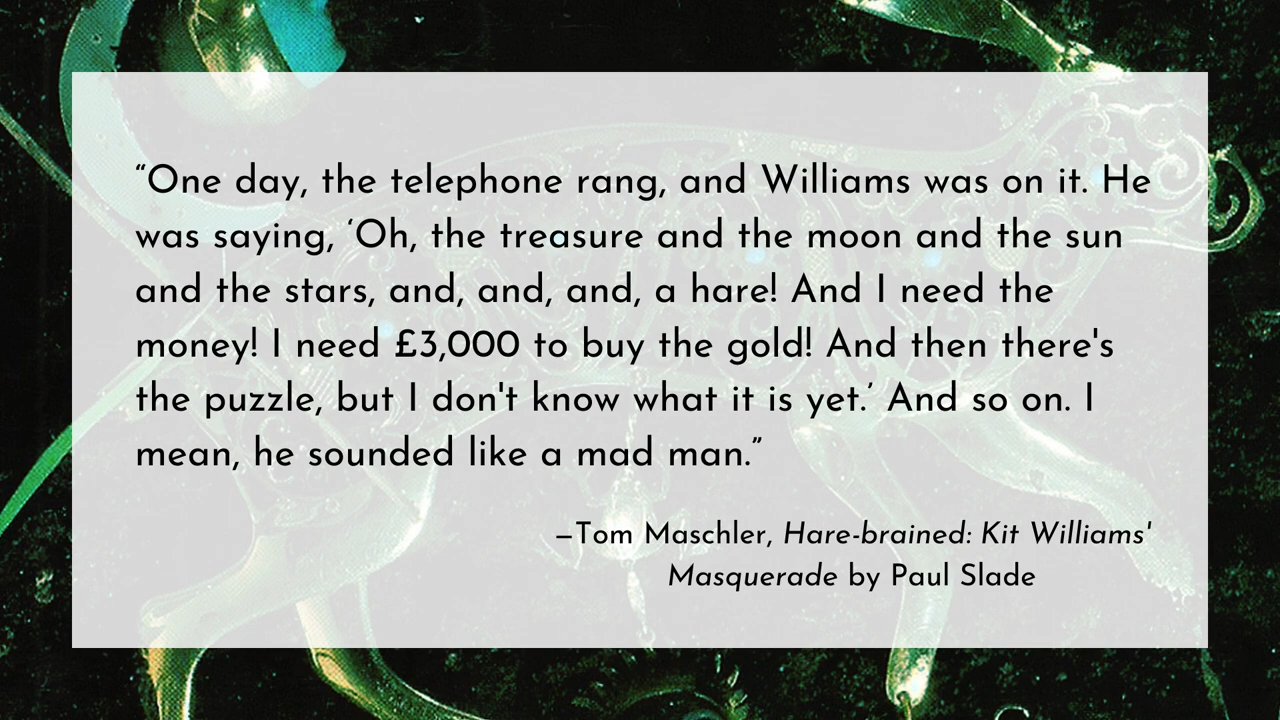 “One day, the telephone rang, and Williams was on it. He
was saying, ‘Oh, the treasure and the moon and the sun
and the stars, and, and, and, a hare! And I need the
money! I need £3,000 to buy the gold! And then there's
the puzzle, but I don't know what it is yet.’ And so on. I
mean, he sounded like a mad man.”
—Tom Maschler, Hare-brained: Kit Williams'
Masquerade by Paul Slade